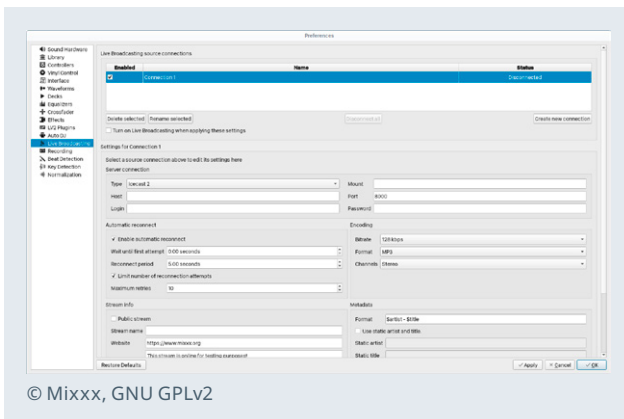 Preferences
Sound Hardware
Library
Controllers
Vinyl Control
Interface
Waveforms
Decks
Equalizers
Crossfader
Effects
LV2 Plugins
Auto DJ
Live Broadcasting
Recording
Beat Detection
Key Detection
Normalization
Live Broadcasting source connections
Enabled Name Status
Connection 1 Disconnected
Delete selected Rename selected Disconnect all Create new connection
Turn on Live Broadcasting when applying these settings
Settings for Connection 1
Select a source connection above to edit its settings here
Server connection
Type Icecast 2 Mount
Host Port 8000
Login Password
Automatic reconnect Encoding
Enable automatic reconnect Bitrate 128 kbps
Wait until first attempt 0.00 seconds Format MP3
Reconnect period 5.00 seconds Channels Stereo
Limit number of reconnection attempts
Maximum retries 10
Stream info Metadata
Public stream Format $artist - $title
Stream name Use static artist and title
Website https://www.mixxx.org Static artist
This stream is online for testing purposes! Static title
Restore Defaults Apply Cancel OK
© Mixxx, GNU GPLv2